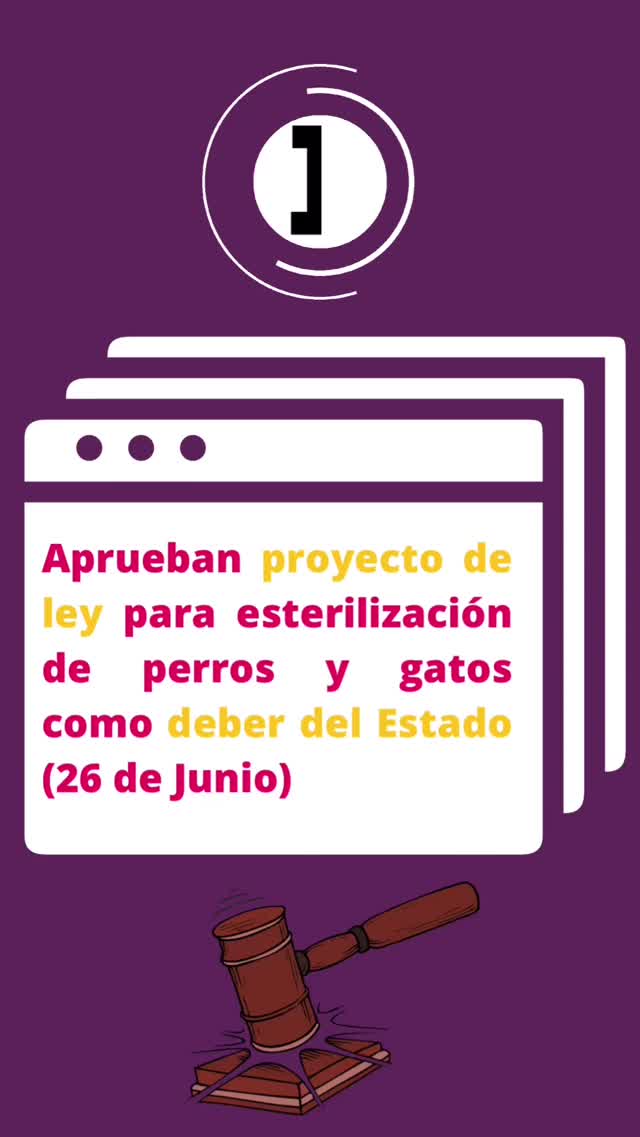 ]
Aprueban proyecto de
ley para esterilización
de perros y gatos
como deber del Estado
(26 de Junio)